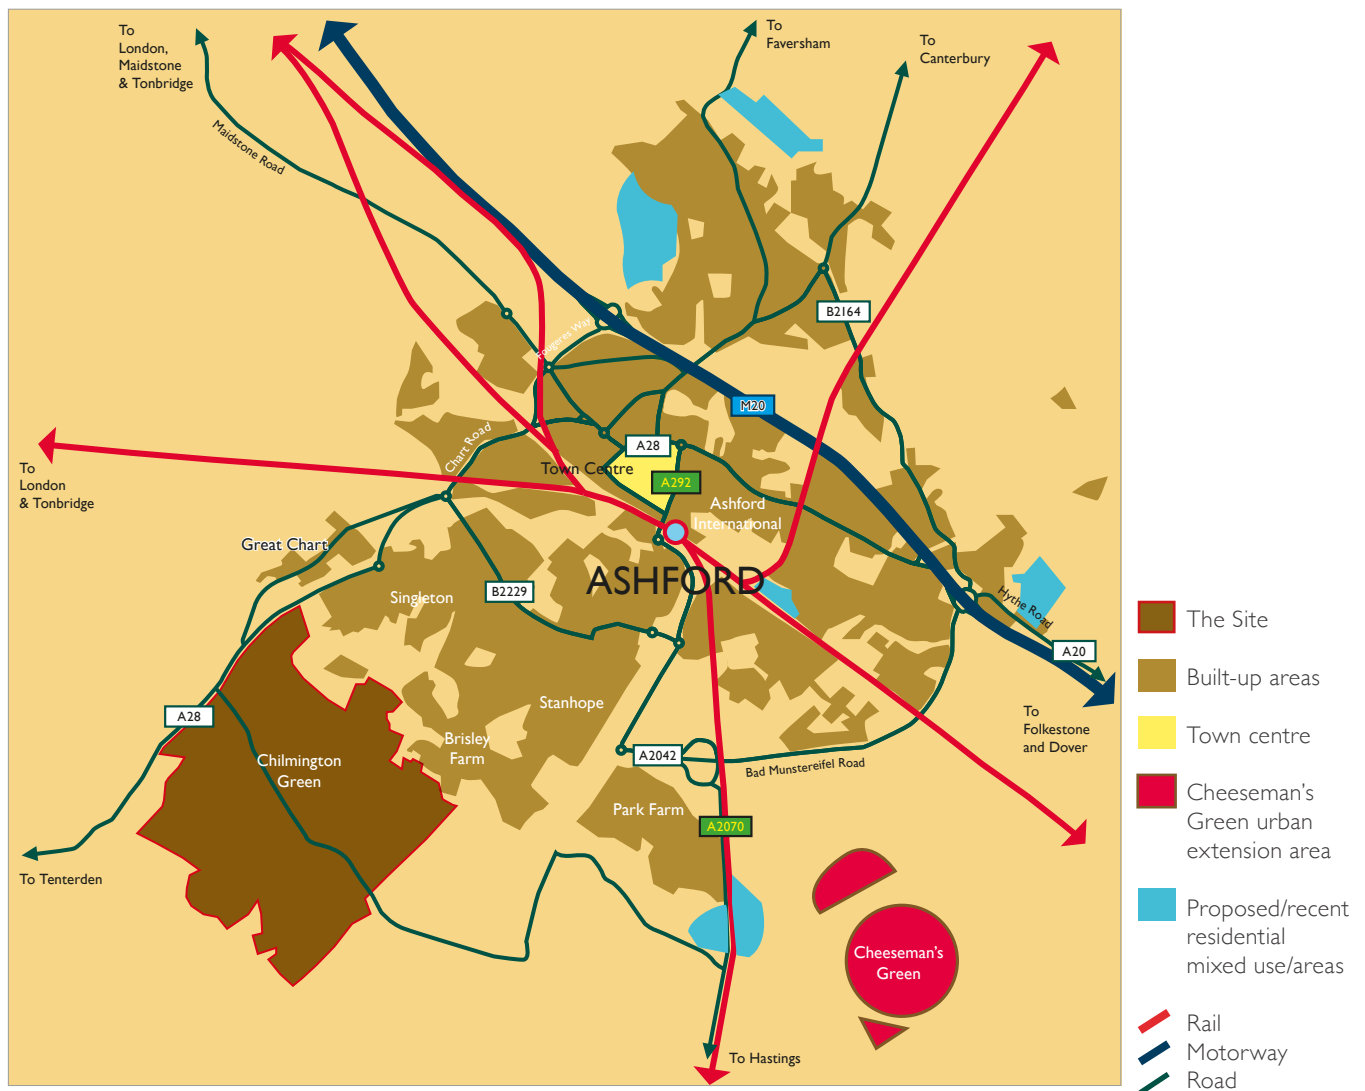 To
London,
Maidstone
& Tonbridge
To
Faversham
To
Canterbury
Maidstone Road
B2164
Fougeres Way
M20
Chart Road
A28
Town Centre
A292
To
London
& Tonbridge
Ashford
International
Great Chart
ASHFORD
Singleton
B2229
Hythe Road
A20
Stanhope
A28
To
Folkestone
and Dover
Brisley
Farm
A2042
Bad Munstereifel Road
Chilmington
Green
Park Farm
A2070
To Tenterden
Cheeseman's
Green
To Hastings
The Site
Built-up areas
Town centre
Cheeseman's
Green urban
extension area
Proposed/recent
residential
mixed use/areas
Rail
Motorway
Road